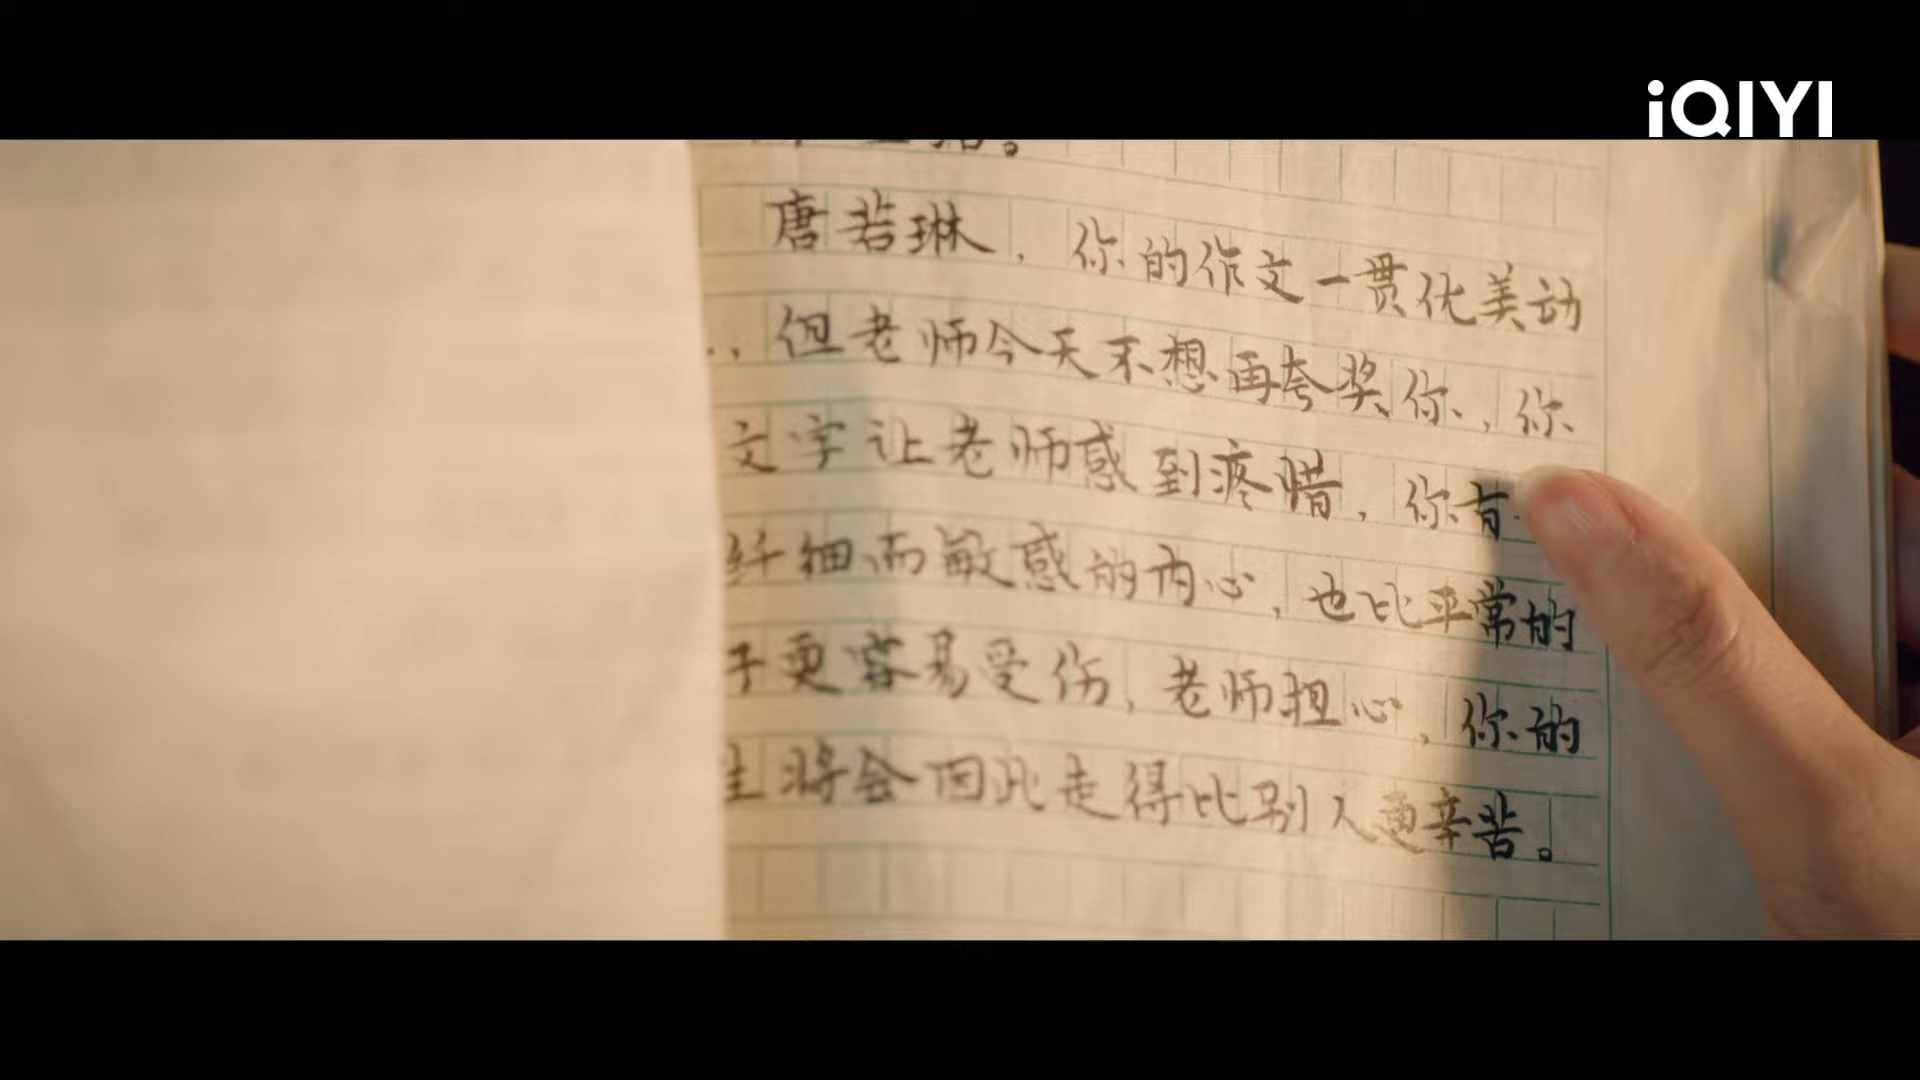 iQIYI
唐若琳，你的作文一贯优美动
，但老师今天不想再夸奖你，你
文字让老师感到疼惜，你有
纤细而敏感的内心，也比平常的
子更容易受伤，老师担心，你的
生将会因此走得比别人更辛苦。